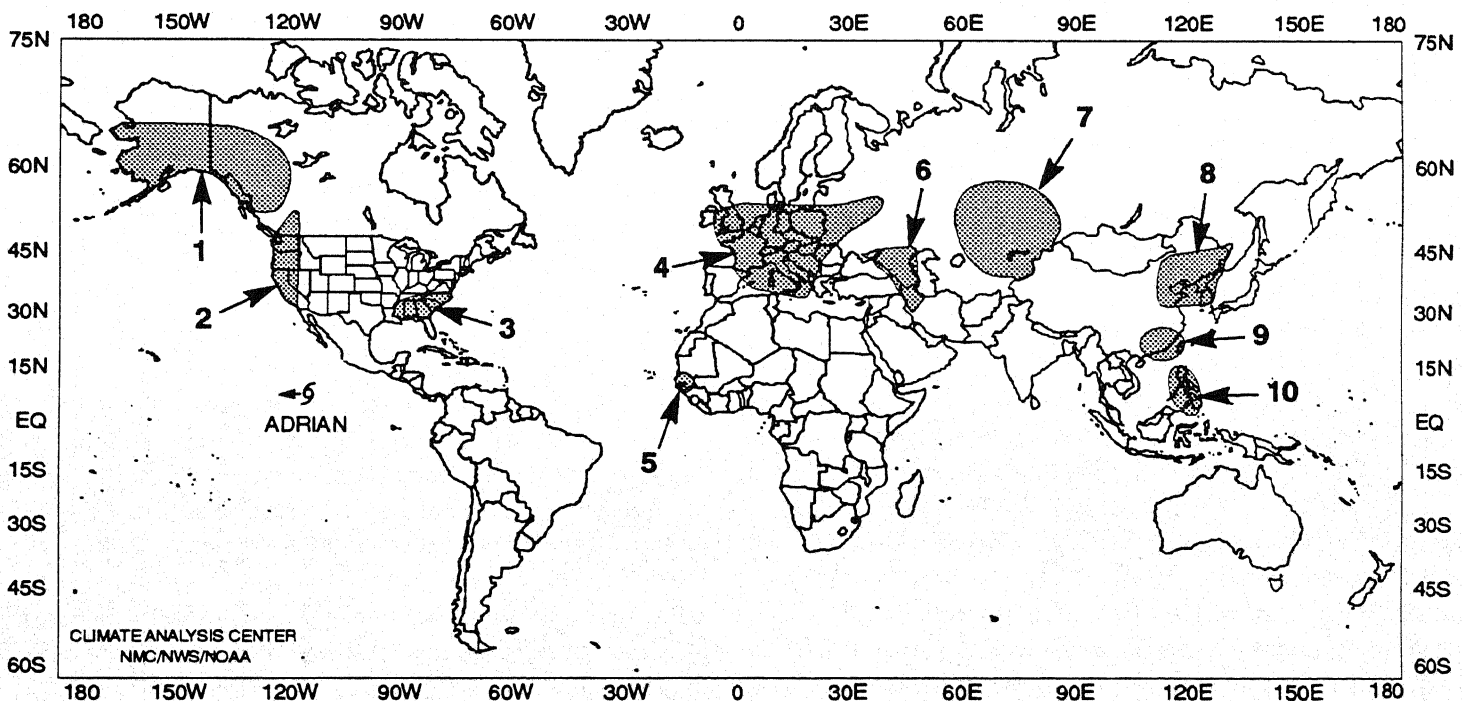 180 150W 120W 90W 60W 30W 0 30E 60E 90E 120E 150E 180
75N 75N
7
6
8
60N 60N
1
45N 45N
4
2
3
30N 30N
9
15N 15N
10
ADRIAN
EQ EQ
5
15S 15S
30S 30S
45S 45S
CLIMATE ANALYSIS CENTER
NMC/NWS/NOAA
60S 60S
180 150W 120W 90W 60W 30W 0 30E 60E 90E 120E 150E 180